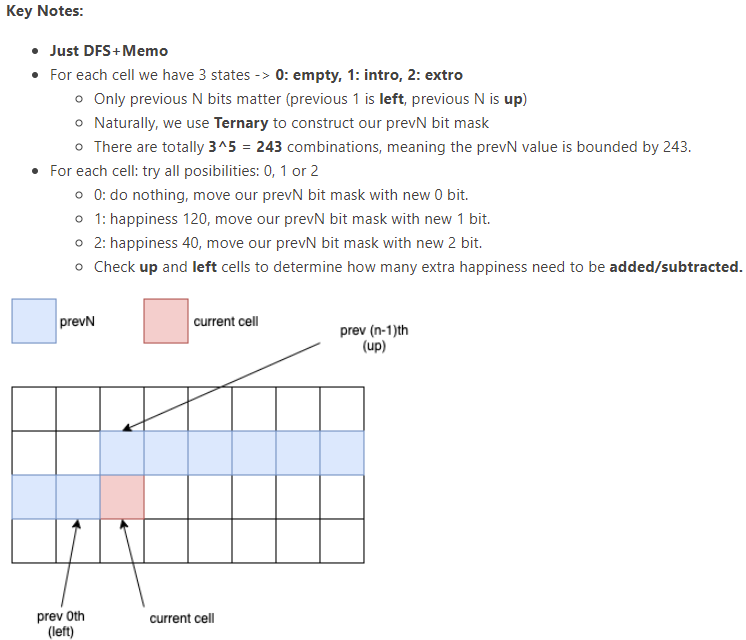 Key Notes:
Just DFS+Memo
For each cell we have 3 states -> 0: empty, 1: intro, 2: extro
Only previous N bits matter (previous 1 is left, previous N is up)
Naturally, we use Ternary to construct our prevN bit mask
There are totally 3^5 = 243 combinations, meaning the prevN value is bounded by 243.
For each cell: try all posibilities: 0, 1 or 2
0: do nothing, move our prevN bit mask with new 0 bit.
1: happiness 120, move our prevN bit mask with new 1 bit.
2: happiness 40, move our prevN bit mask with new 2 bit.
Check up and left cells to determine how many extra happiness need to be added/subtracted.
prevN
current cell
prev (n-1)th
(up)
prev 0th
(left)
current cell